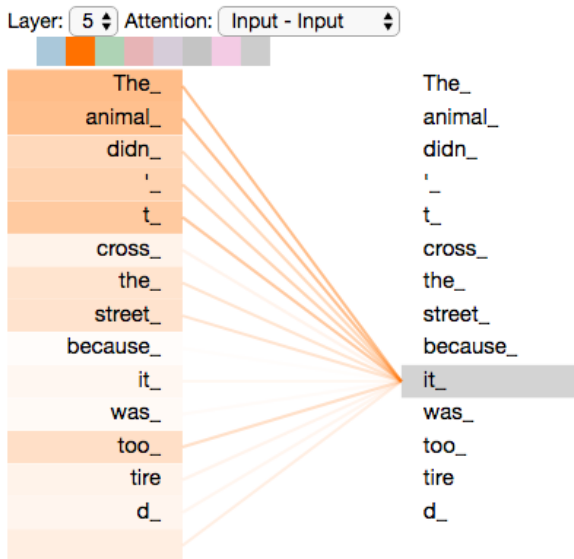 Layer: 5 Attention: Input - Input
The_ The_
animal_ animal_
didn_ didn_
'_ '_
t_ t_
cross_ cross_
the_ the_
street_ street_
because_ because_
it_ it_
was_ was_
too_ too_
tire tire
d_ d_